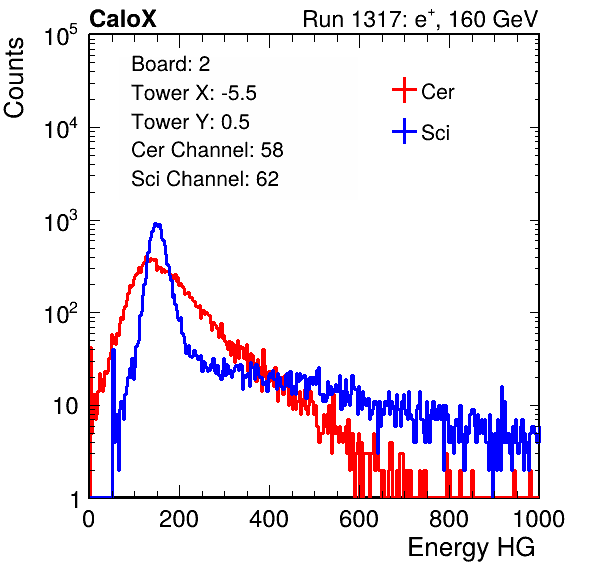 CaloX Run 1317: e⁺, 160 GeV
Counts
Board: 2
Tower X: -5.5
Tower Y: 0.5
Cer Channel: 58
Sci Channel: 62
Cer
Sci
10⁵
10⁴
10³
10²
10
1
0 200 400 600 800 1000
Energy HG